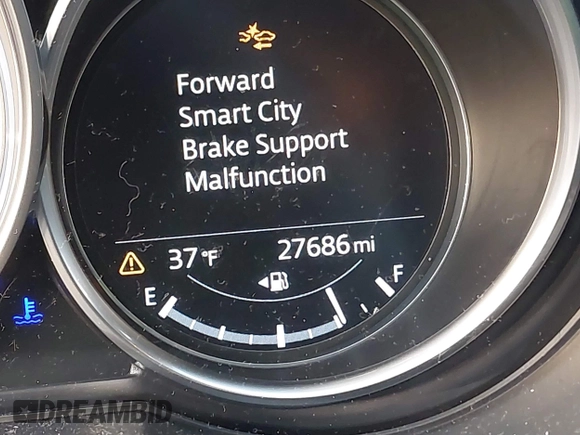 Forward
Smart City
Brake Support
Malfunction
37°F 27686 mi
E F
DREAMBID